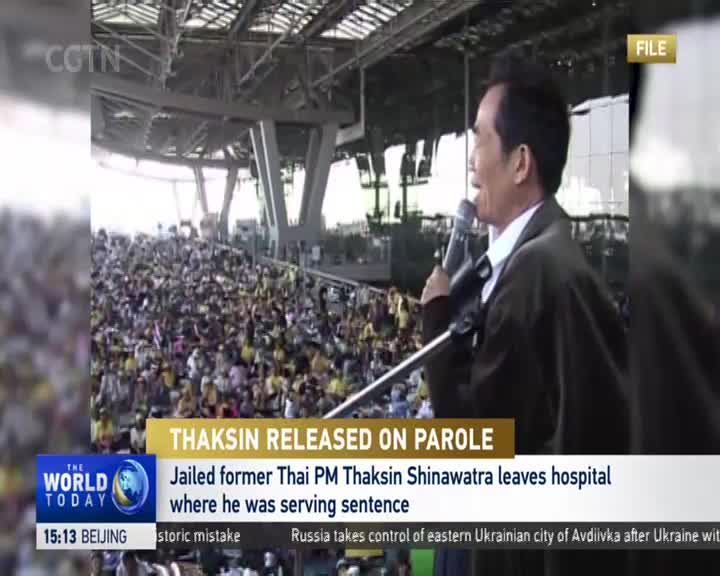 CGTN
FILE
THAKSIN RELEASED ON PAROLE
THE WORLD TODAY
Jailed former Thai PM Thaksin Shinawatra leaves hospital
where he was serving sentence
15:13 BEIJING
istoric mistake Russia takes control of eastern Ukrainian city of Avdiivka after Ukraine wit